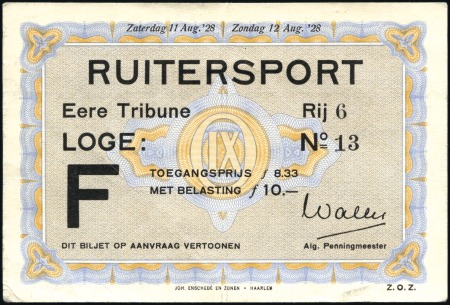 Zaterdag 11 Aug. '28 Zondag 12 Aug. '28
RUITERSPORT
Eere Tribune Rij 6
LOGE: No 13
IX
F
TOEGANGSPRIJS f 8.33
MET BELASTING f 10.—
DIT BILJET OP AANVRAAG VERTOONEN Alg. Penningmeester
JOH. ENSCHEDÉ EN ZONEN - HAARLEM Z.O.Z.